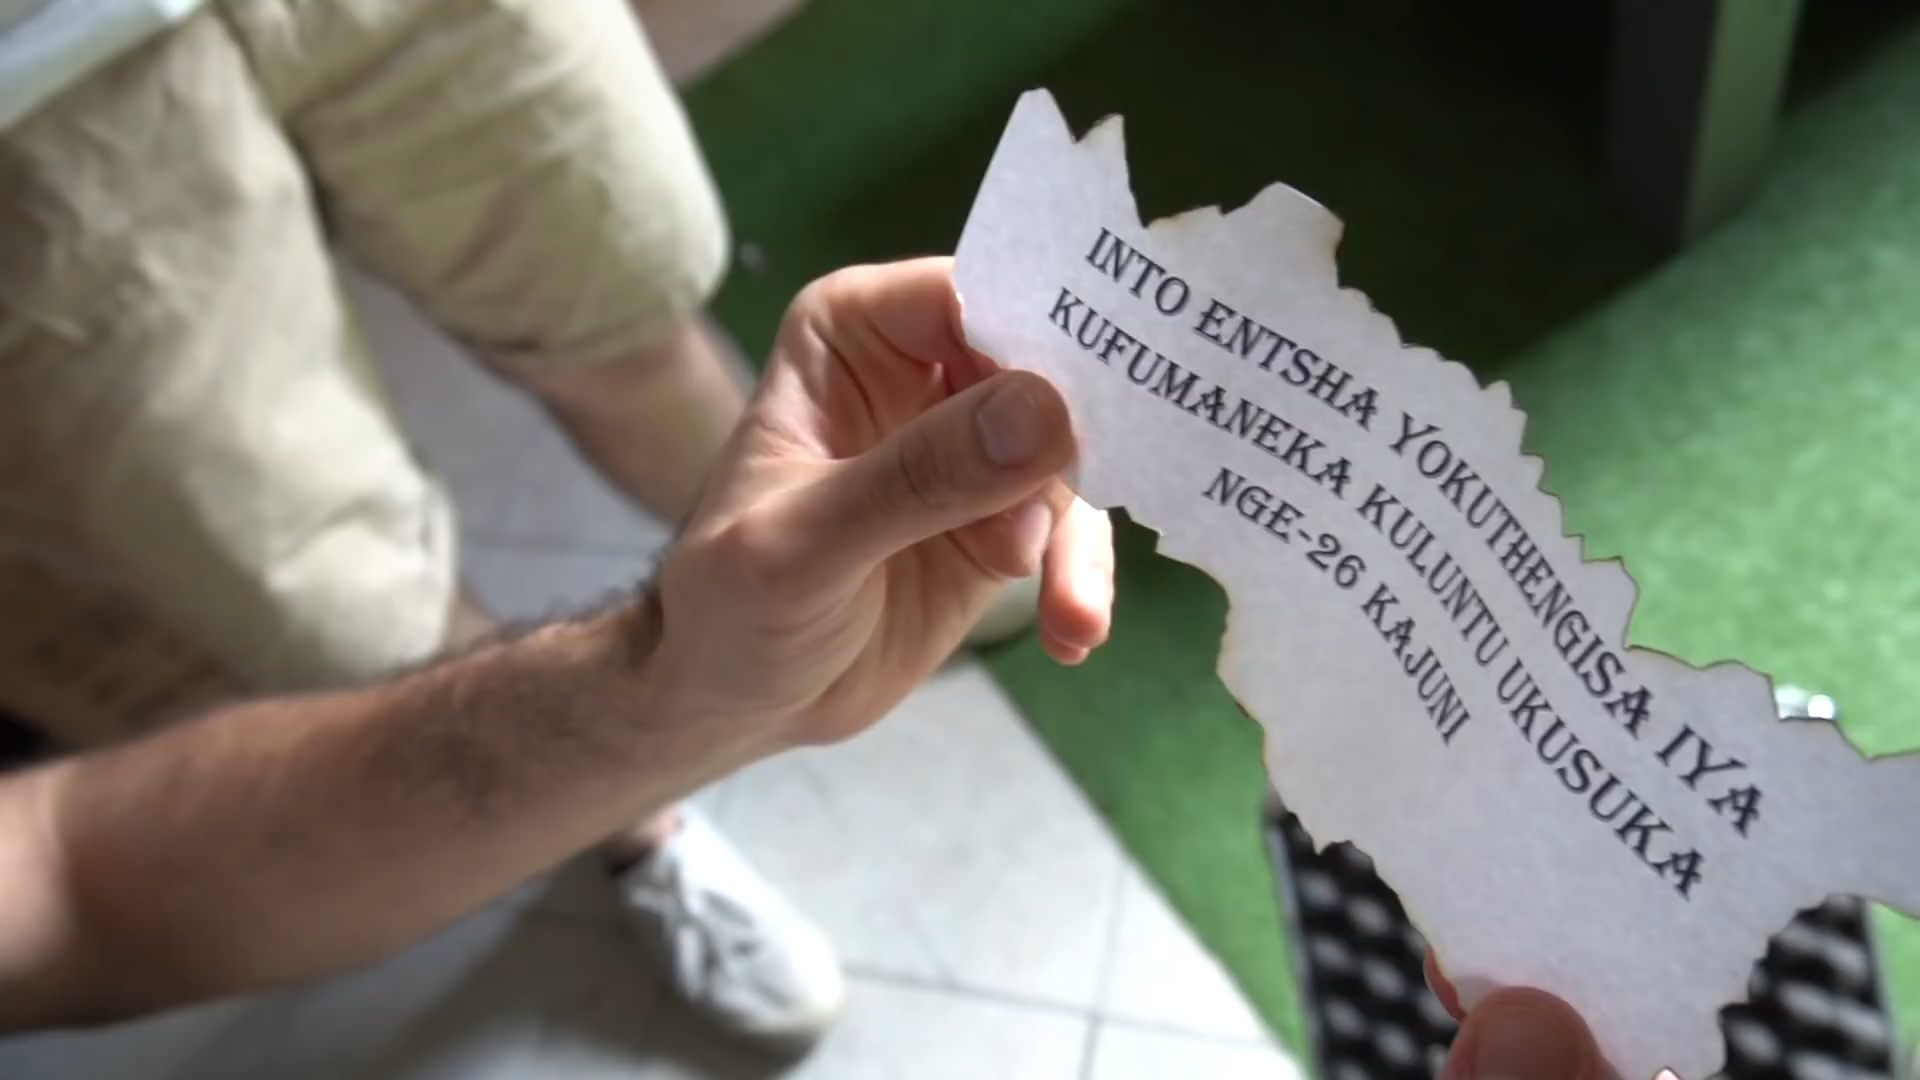 INTO ENTSHA YOKUTHENGISA IYA
KUFUMANEKA KULUNTU UKUSUKA
NGE-26 KAJUNI